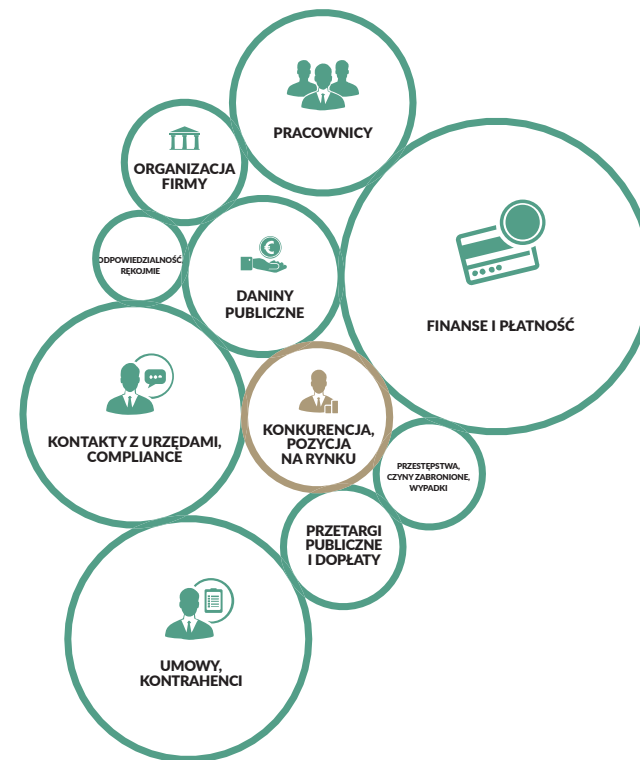 PRACOWNICY
ORGANIZACJA
FIRMY
ODPOWIEDZIALNOŚĆ,
RĘKOJMIE
DANINY
PUBLICZNE
FINANSE I PŁATNOŚĆ
KONTAKTY Z URZĘDAMI,
COMPLIANCE
KONKURENCJA,
POZYCJA
NA RYNKU
PRZESTĘPSTWA,
CZYNY ZABRONIONE,
WYPADKI
PRZETARGI
PUBLICZNE
I DOPŁATY
UMOWY,
KONTRAHENCI